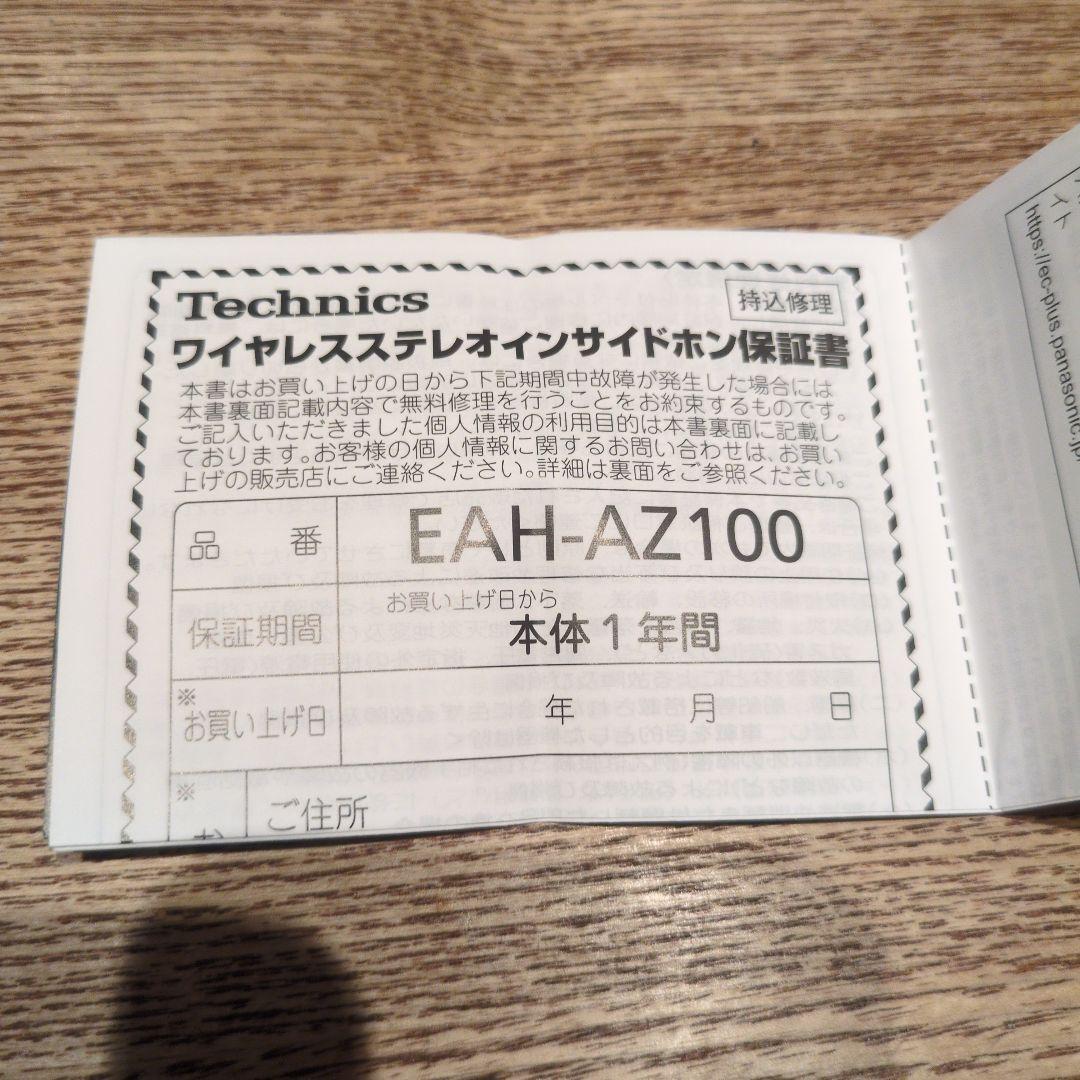 Technics
持込修理
ワイヤレスステレオインサイドホン保証書
本書はお買い上げの日から下記期間中故障が発生した場合には
本書裏面記載内容で無料修理を行うことをお約束するものです。
ご記入いただきました個人情報の利用目的は本書裏面に記載し
ております。お客様の個人情報に関するお問い合わせは、お買い
上げの販売店にご連絡ください。詳細は裏面をご参照ください。
品 番 EAH-AZ100
お買い上げ日から
保証期間 本体1年間
※
お買い上げ日 年 月 日
※
ご住所
お
イト
https://ec-plus.panasonic.jp/